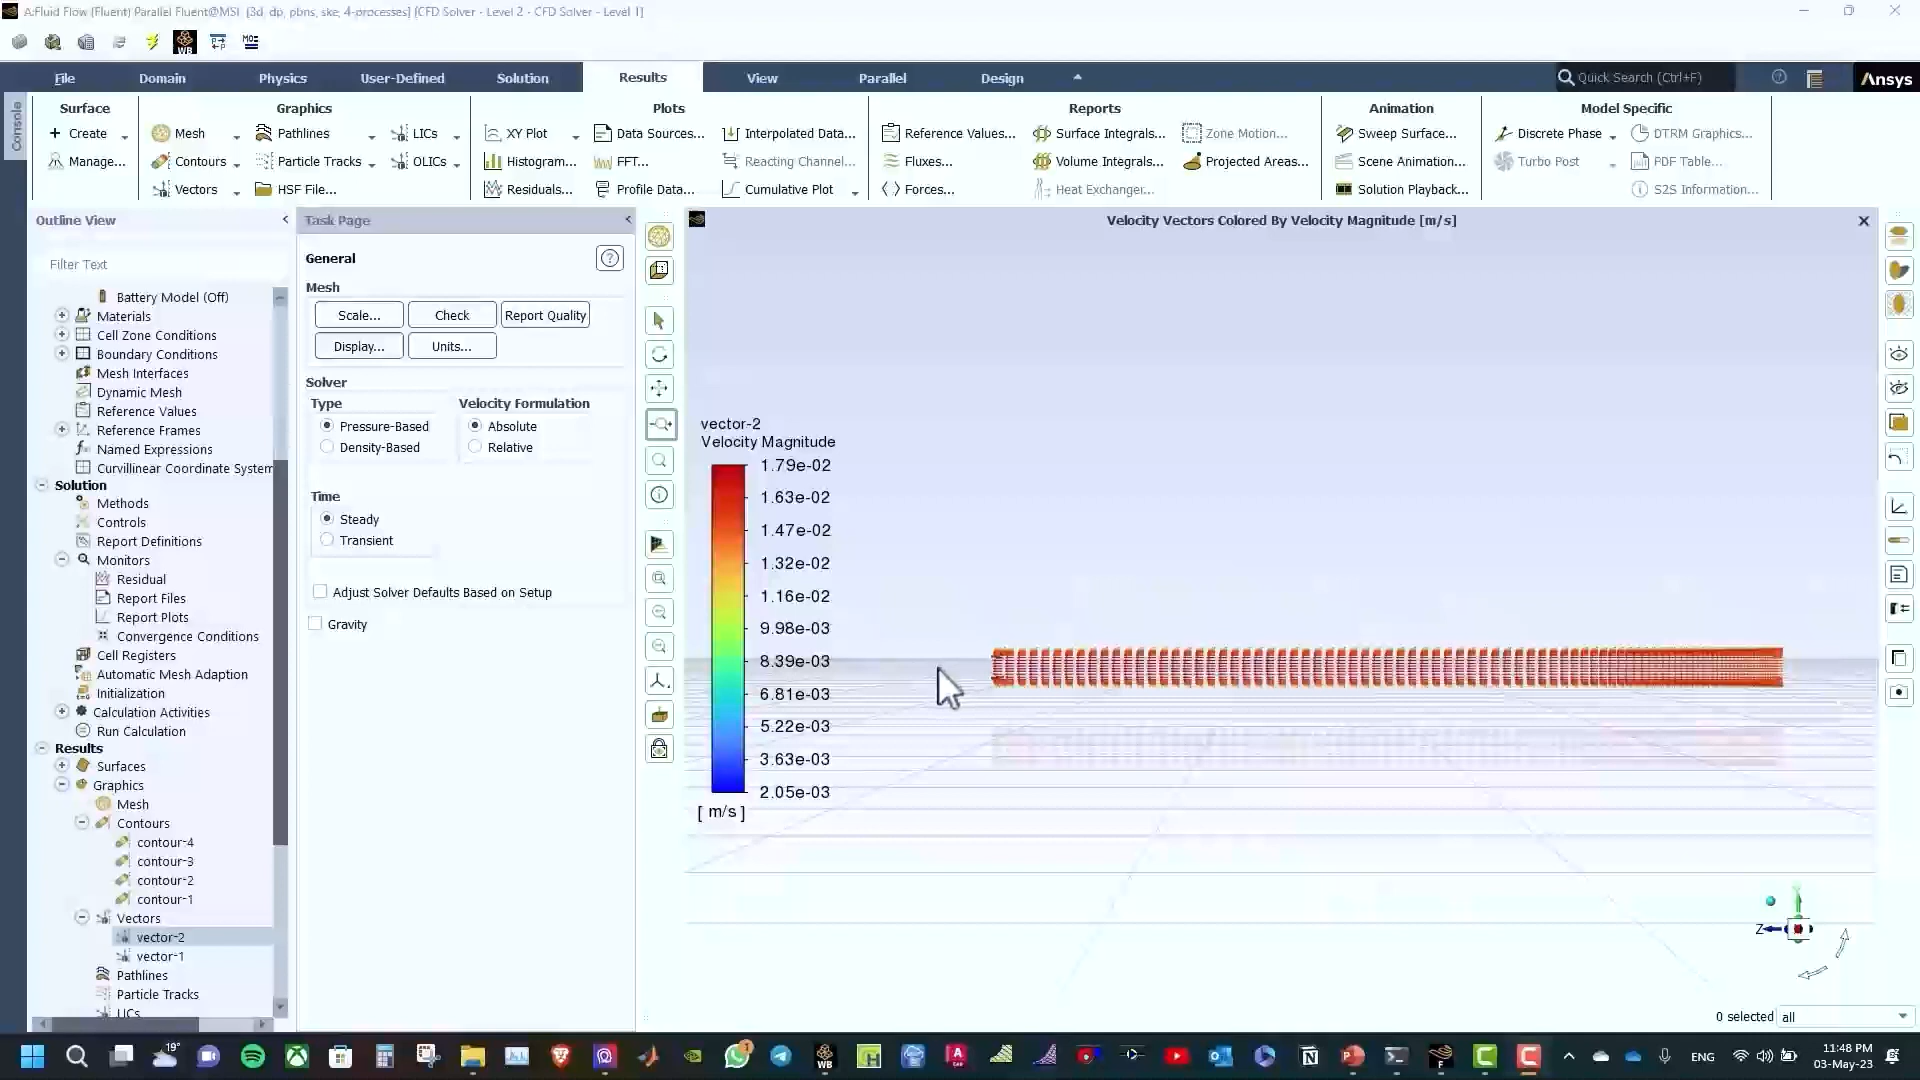 A:Fluid Flow (Fluent) Parallel Fluent@MSI [3d, dp, pbns, ske, 4-processes] [CFD Solver - Level 2 - CFD Solver - Level 1]
WB
File Domain Physics User-Defined Solution Results View Parallel Design Quick Search (Ctrl+F) Ansys
Console
Surface
Create
Manage...
Graphics
Mesh Pathlines LICs
Contours Particle Tracks OLICs
Vectors HSF File...
Plots
XY Plot Data Sources... Interpolated Data...
Histogram... FFT... Reacting Channel...
Residuals... Profile Data... Cumulative Plot
Reports
Reference Values... Surface Integrals... Zone Motion...
Fluxes... Volume Integrals... Projected Areas...
Forces... Heat Exchanger...
Animation
Sweep Surface...
Scene Animation...
Solution Playback...
Model Specific
Discrete Phase DTRM Graphics...
Turbo Post PDF Table...
S2S Information...
Outline View
Filter Text
Battery Model (Off)
Materials
Cell Zone Conditions
Boundary Conditions
Mesh Interfaces
Dynamic Mesh
Reference Values
Reference Frames
Named Expressions
Curvillinear Coordinate System
Solution
Methods
Controls
Report Definitions
Monitors
Residual
Report Files
Report Plots
Convergence Conditions
Cell Registers
Automatic Mesh Adaption
Initialization
Calculation Activities
Run Calculation
Results
Surfaces
Graphics
Mesh
Contours
contour-4
contour-3
contour-2
contour-1
Vectors
vector-2
vector-1
Pathlines
Particle Tracks
LICs
Task Page
General
Mesh
Scale... Check Report Quality
Display... Units...
Solver
Type Velocity Formulation
Pressure-Based Absolute
Density-Based Relative
Time
Steady
Transient
Adjust Solver Defaults Based on Setup
Gravity
Velocity Vectors Colored By Velocity Magnitude [m/s]
vector-2
Velocity Magnitude
1.79e-02
1.63e-02
1.47e-02
1.32e-02
1.16e-02
9.98e-03
8.39e-03
6.81e-03
5.22e-03
3.63e-03
2.05e-03
[ m/s ]
Z
0 selected all
19°
1
WB
ENG
11:48 PM
03-May-23